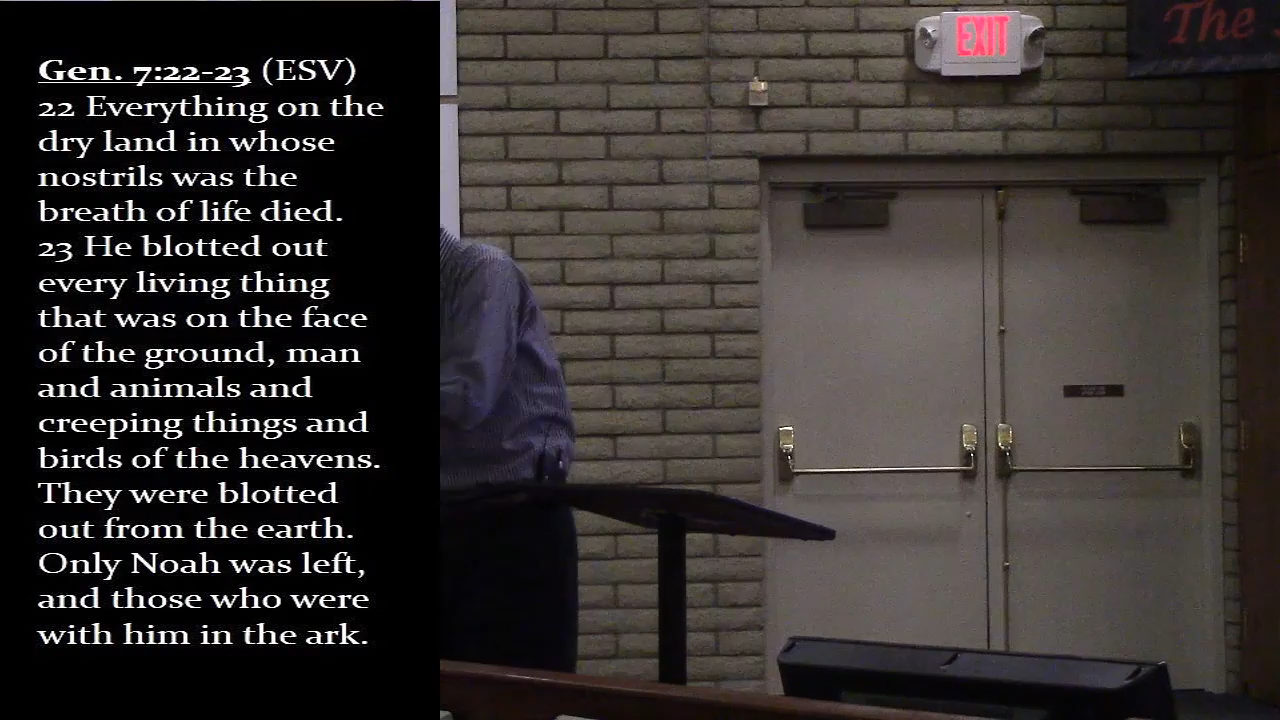 Gen. 7:22-23 (ESV)
22 Everything on the
dry land in whose
nostrils was the
breath of life died.
23 He blotted out
every living thing
that was on the face
of the ground, man
and animals and
creeping things and
birds of the heavens.
They were blotted
out from the earth.
Only Noah was left,
and those who were
with him in the ark.
EXIT
The